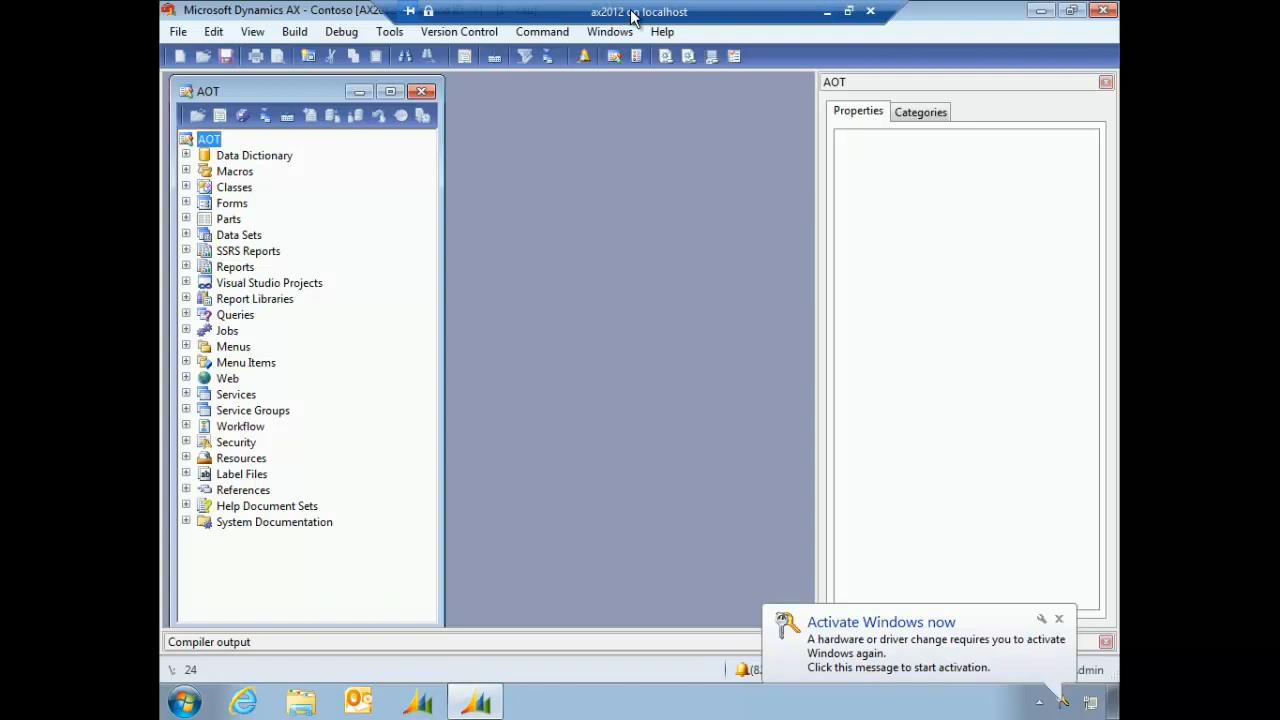 Microsoft Dynamics AX - Contoso [AX20
ax2012 on localhost
File Edit View Build Debug Tools Version Control Command Windows Help
AOT
AOT
Properties
Categories
AOT
Data Dictionary
Macros
Classes
Forms
Parts
Data Sets
SSRS Reports
Reports
Visual Studio Projects
Report Libraries
Queries
Jobs
Menus
Menu Items
Web
Services
Service Groups
Workflow
Security
Resources
Label Files
References
Help Document Sets
System Documentation
Activate Windows now
A hardware or driver change requires you to activate
Windows again.
Click this message to start activation.
Compiler output
\: 24
(8
dmin